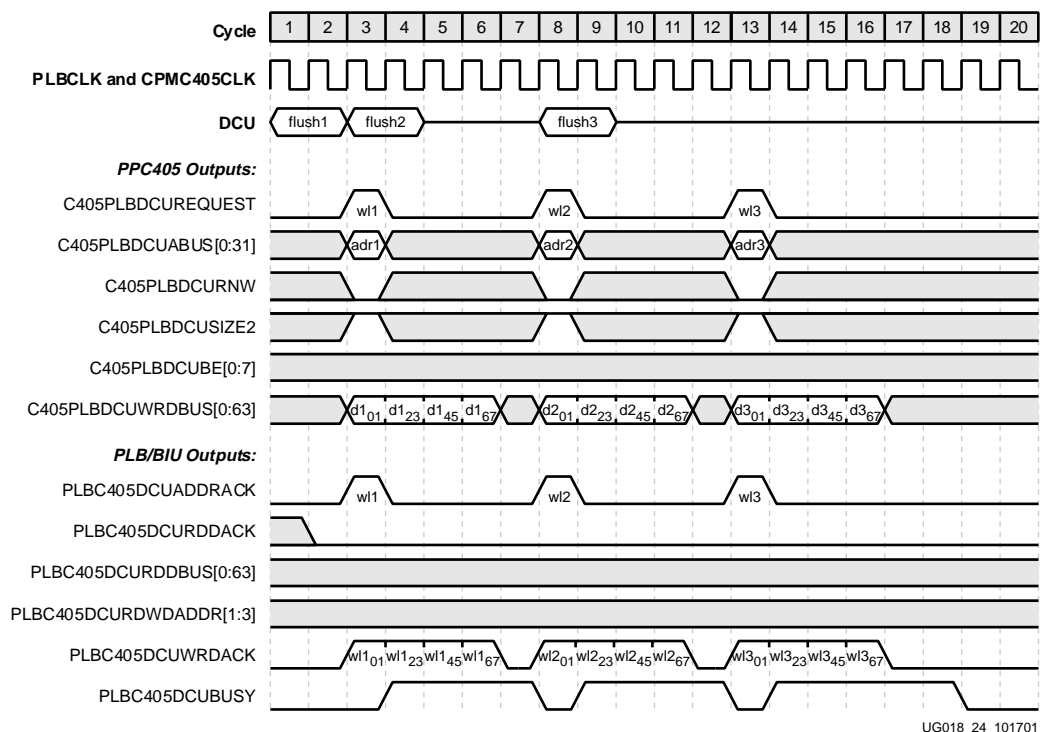 Cycle 1 2 3 4 5 6 7 8 9 10 11 12 13 14 15 16 17 18 19 20
PLBCLK and CPMC405CLK
DCU flush1 flush2 flush3
PPC405 Outputs:
C405PLBDCUREQUEST wl1 wl2 wl3
C405PLBDCUABUS[0:31] adr1 adr2 adr3
C405PLBDCURNW
C405PLBDCUSIZE2
C405PLBDCUBE[0:7]
C405PLBDCUWRDBUS[0:63] d101 d123 d145 d167 d201 d223 d245 d267 d301 d323 d345 d367
PLB/BIU Outputs:
PLBC405DCUADDRACK wl1 wl2 wl3
PLBC405DCURDDACK
PLBC405DCURDDBUS[0:63]
PLBC405DCURDWDADDR[1:3]
PLBC405DCUWRDACK wl101 wl123 wl145 wl167 wl201 wl223 wl245 wl267 wl301 wl323 wl345 wl367
PLBC405DCUBUSY
UG018_24_101701